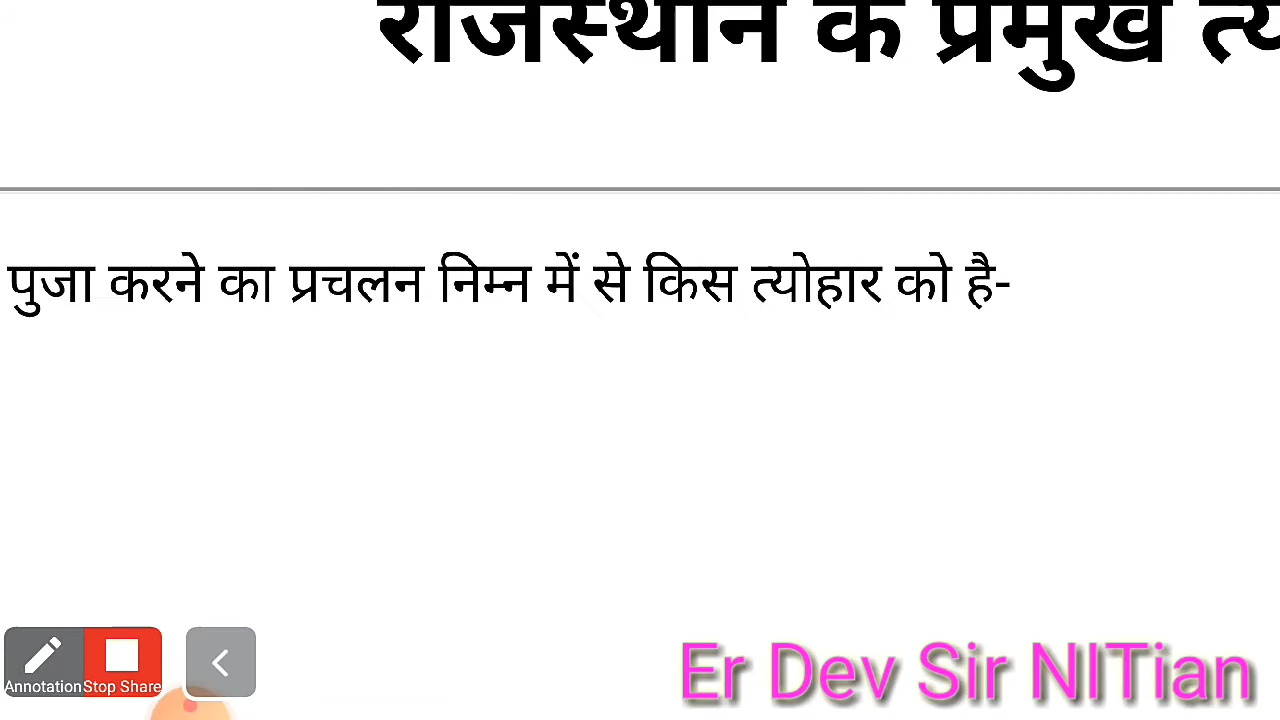 राजस्थान के प्रमुख
पुजा करने का प्रचलन निम्न में से किस त्योहार को है-
Annotation Stop Share
Er Dev Sir NITian